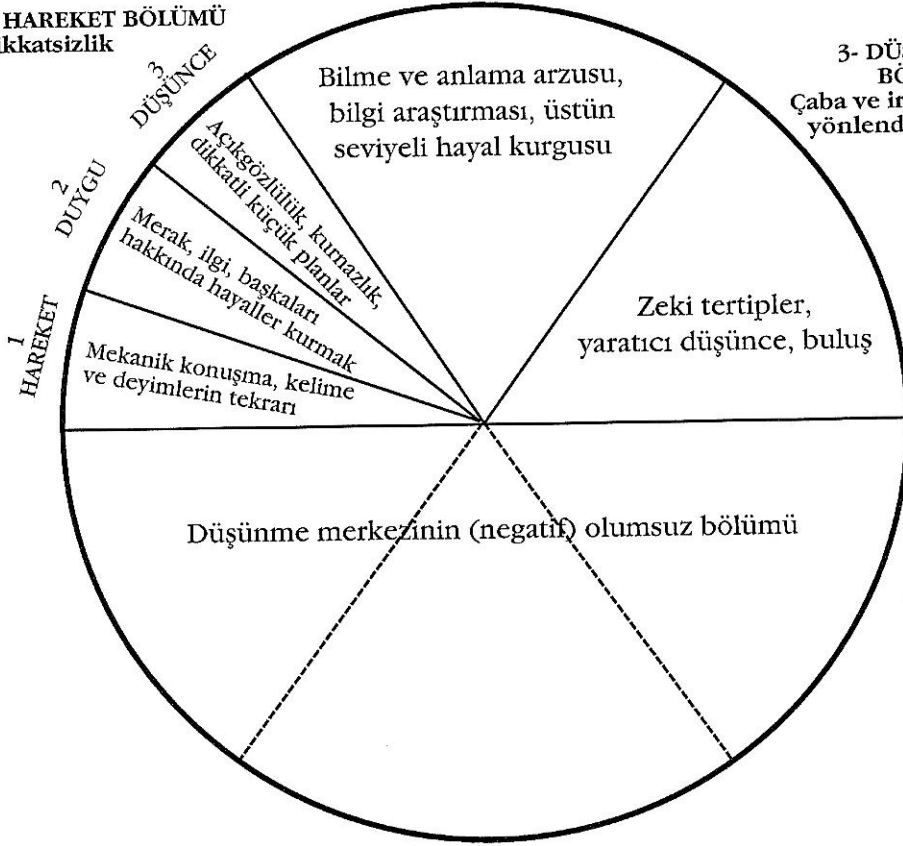 HAREKET BÖLÜMÜ
3- DÜ
BÖ
Çaba ve
yönlend
3
DÜŞÜNCE
2
DUYGU
1
HAREKET
Bilme ve anlama arzusu,
bilgi araştırması, üstün
seviyeli hayal kurgusu
Açıkgözlülük, kurnazlık,
dikkatli küçük planlar
Merak, ilgi, başkaları
hakkında hayaller kurmak
Mekanik konuşma, kelime
ve deyimlerin tekrarı
Zeki tertipler,
yaratıcı düşünce, buluş
Düşünme merkezinin (negatif) olumsuz bölümü